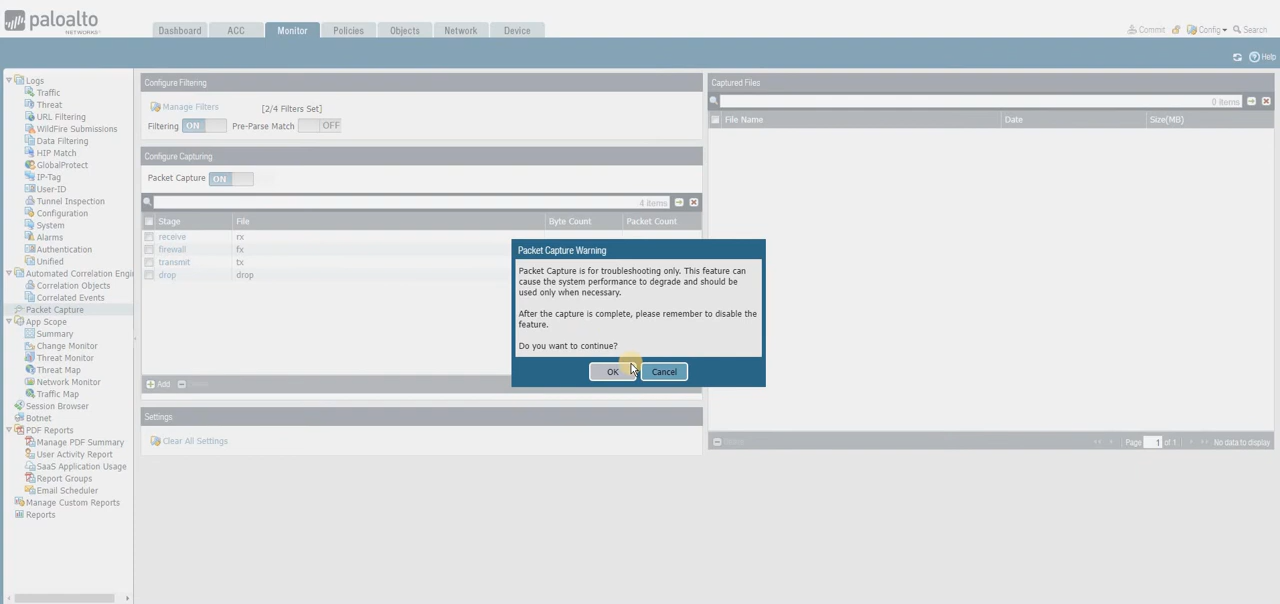 paloalto
NETWORKS
Dashboard
ACC
Monitor
Policies
Objects
Network
Device
Commit
Config
Search
Help
Logs
Traffic
Threat
URL Filtering
WildFire Submissions
Data Filtering
HIP Match
GlobalProtect
IP-Tag
User-ID
Tunnel Inspection
Configuration
System
Alarms
Authentication
Unified
Automated Correlation Engi
Correlation Objects
Correlated Events
Packet Capture
App Scope
Summary
Change Monitor
Threat Monitor
Threat Map
Network Monitor
Traffic Map
Session Browser
Botnet
PDF Reports
Manage PDF Summary
User Activity Report
SaaS Application Usage
Report Groups
Email Scheduler
Manage Custom Reports
Reports
Configure Filtering
Manage Filters [2/4 Filters Set]
Filtering ON Pre-Parse Match OFF
Configure Capturing
Packet Capture ON
4 items
Stage File Byte Count Packet Count
receive rx
firewall fx
transmit tx
drop drop
Add Delete
Settings
Clear All Settings
Packet Capture Warning
Packet Capture is for troubleshooting only. This feature can
cause the system performance to degrade and should be
used only when necessary.
After the capture is complete, please remember to disable the
feature.
Do you want to continue?
OK Cancel
Captured Files
0 items
File Name Date Size(MB)
Delete Page 1 of 1 No data to display